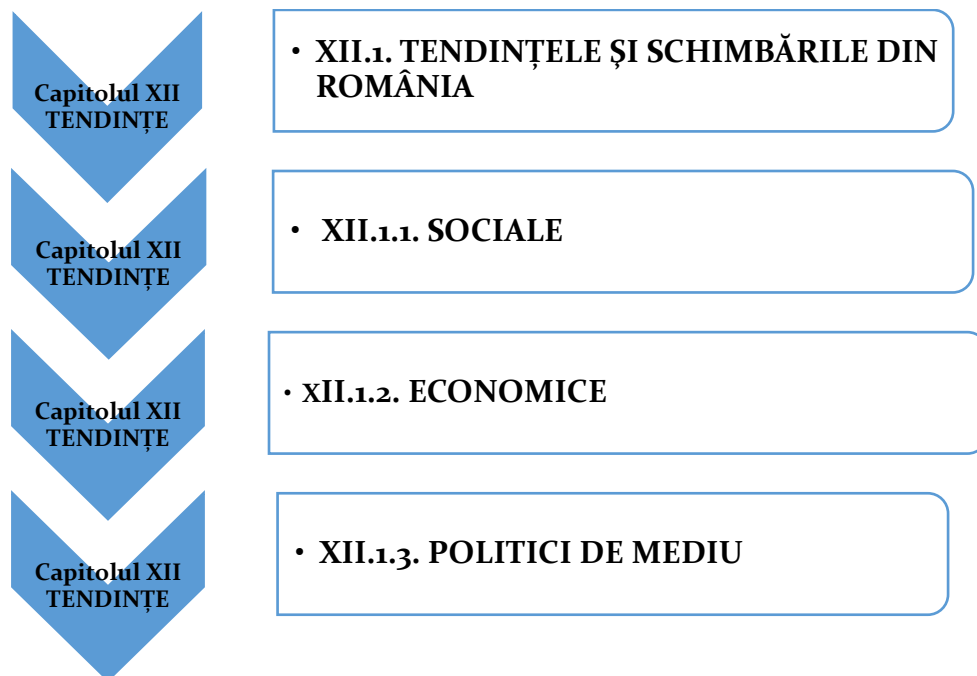 Capitolul XII
TENDINȚE
• XII.1. TENDINȚELE ȘI SCHIMBĂRILE DIN
ROMÂNIA
Capitolul XII
TENDINȚE
• XII.1.1. SOCIALE
Capitolul XII
TENDINȚE
• XII.1.2. ECONOMICE
Capitolul XII
TENDINȚE
• XII.1.3. POLITICI DE MEDIU